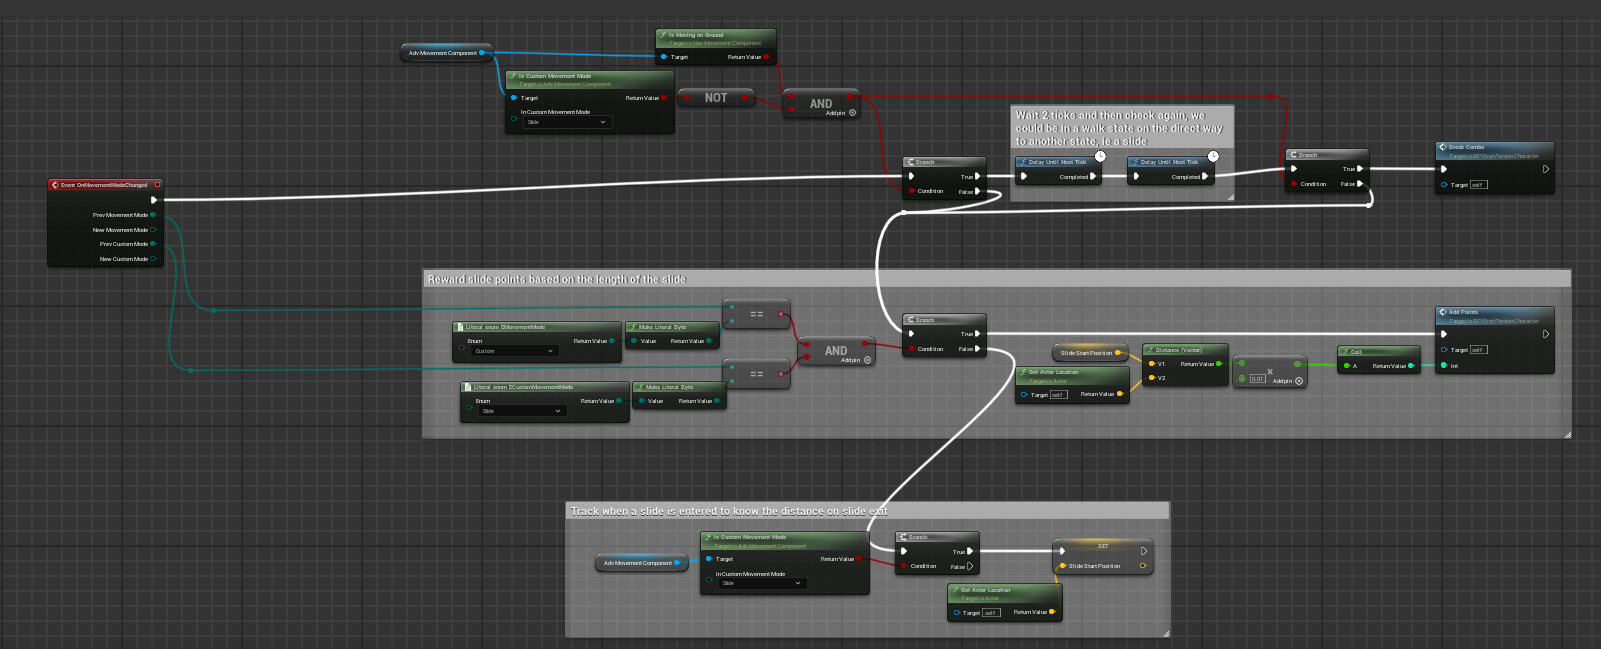 Adv Movement Component
Is Moving on Ground
Target is Nav Movement Component
Target
Return Value
Is Custom Movement Mode
Target is Adv Movement Component
Target
Return Value
In Custom Movement Mode
Slide
NOT
AND
Add pin
Wait 2 ticks and then check again, we
could be in a walk state on the direct way
to another state, ie a slide
Branch
True
Condition
False
Delay Until Next Tick
Completed
Delay Until Next Tick
Completed
Branch
True
Condition
False
Break Combo
Target is BP First Person Character
Target
self
Event OnMovementModeChanged
Prev Movement Mode
New Movement Mode
Prev Custom Mode
New Custom Mode
Reward slide points based on the length of the slide
Literal enum EMovementMode
Enum
Return Value
Custom
Make Literal Byte
Value
Return Value
==
Literal enum ECustomMovementMode
Enum
Return Value
Slide
Make Literal Byte
Value
Return Value
==
AND
Add pin
Branch
True
Condition
False
Slide Start Position
Get Actor Location
Target is Actor
Target
self
Return Value
Distance (Vector)
V1
Return Value
V2
0.01
×
Add pin
Ceil
A
Return Value
Add Points
Target is BP First Person Character
Target
self
Int
Track when a slide is entered to know the distance on slide exit
Adv Movement Component
Is Custom Movement Mode
Target is Adv Movement Component
Target
Return Value
In Custom Movement Mode
Slide
Branch
True
Condition
False
SET
Slide Start Position
Get Actor Location
Target is Actor
Target
self
Return Value